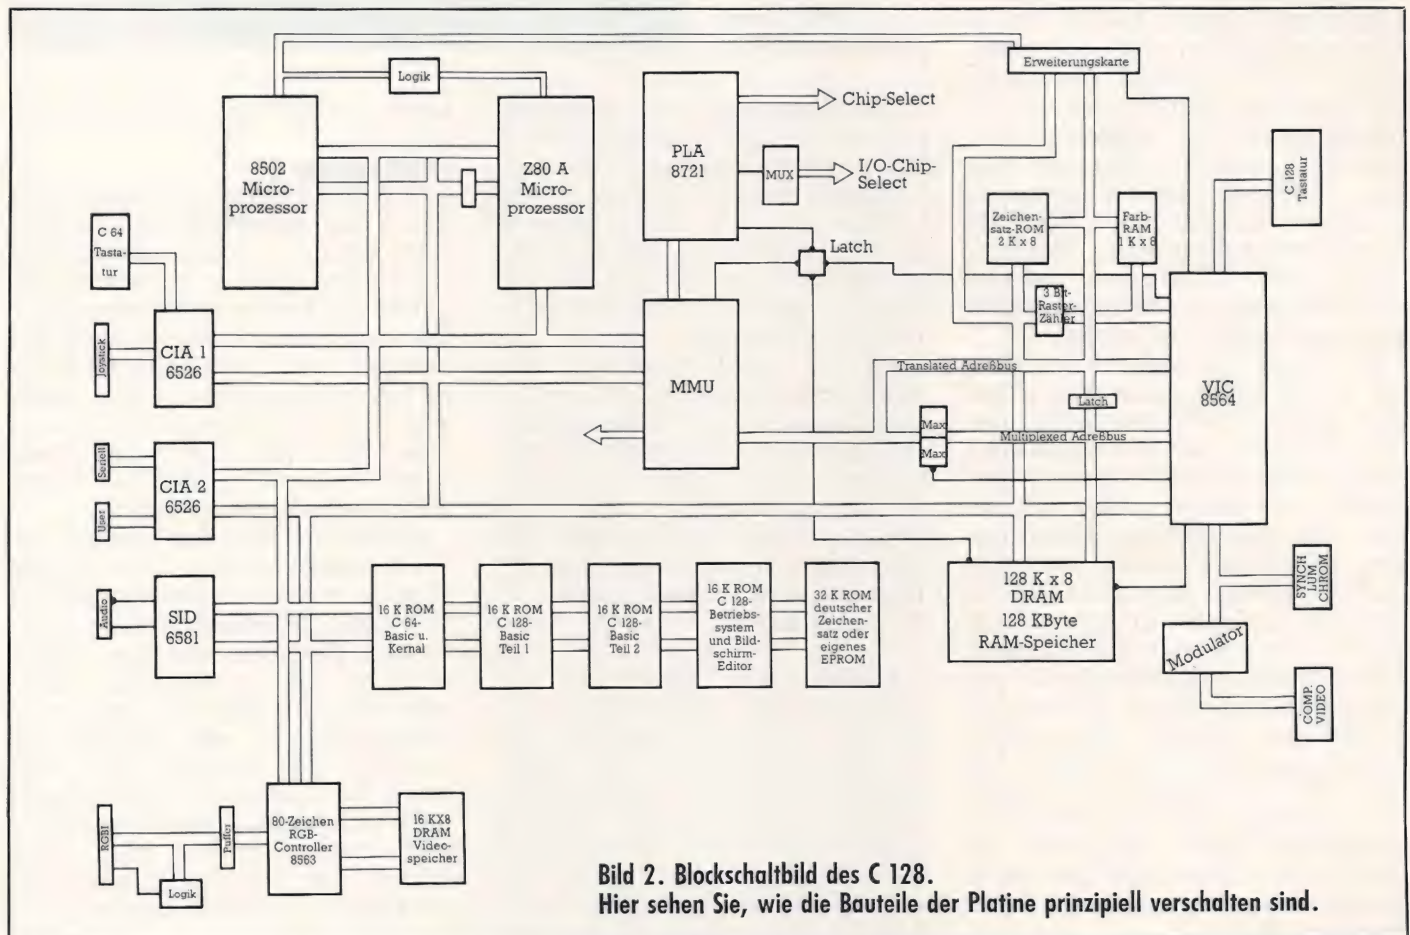 Erweiterungskarte
Logik
Chip-Select
8502
Micro-
prozessor
Z80 A
Micro-
prozessor
PLA
8721
MUX
I/O-Chip-
Select
C 128
Tastatur
C 64
Tasta-
tur
Zeichen-
satz-ROM
2 K x 8
Farb-
RAM
1 K x 8
Latch
3 Bit-
Raster-
Zähler
Joystick
CIA 1
6526
MMU
Translated Adreßbus
VIC
8564
Latch
Max
Multiplexed Adreßbus
Max
Seriell
CIA 2
6526
User
Audio
SID
6581
16 K ROM
C 64-
Basic u.
Kernal
16 K ROM
C 128-
Basic
Teil 1
16 K ROM
C 128-
Basic
Teil 2
16 K ROM
C 128-
Betriebs-
system
und Bild-
schirm-
Editor
32 K ROM
deutscher
Zeichen-
satz oder
eigenes
EPROM
128 K x 8
DRAM
128 KByte
RAM-Speicher
SYNCH
LUM
CHROM
Modulator
COMP.
VIDEO
RGBI
Puffer
Logik
80-Zeichen
RGB-
Controller
8563
16 KX8
DRAM
Video-
speicher
Bild 2. Blockschaltbild des C 128.
Hier sehen Sie, wie die Bauteile der Platine prinzipiell verschalten sind.